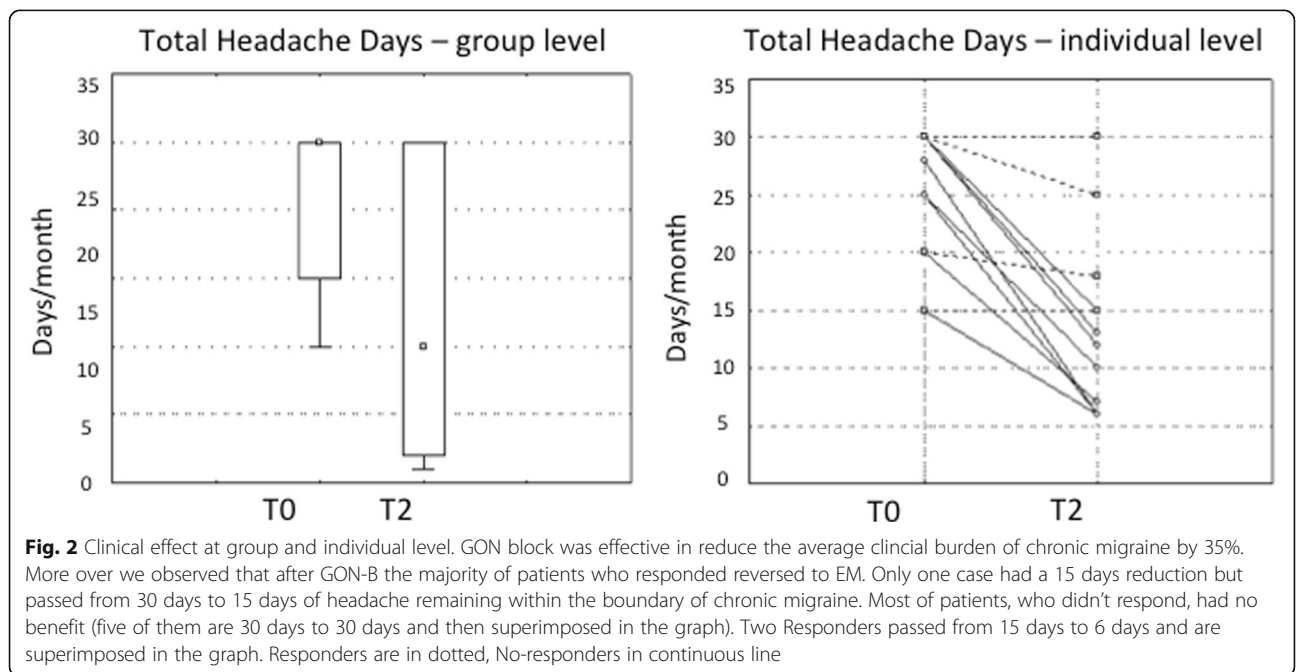 Total Headache Days – group level
35
30
25
20
15
10
5
0
Days/month
T0 T2
Total Headache Days – individual level
35
30
25
20
15
10
5
0
Days/month
T0 T2
Fig. 2 Clinical effect at group and individual level. GON block was effective in reduce the average clincial burden of chronic migraine by 35%.
More over we observed that after GON-B the majority of patients who responded reversed to EM. Only one case had a 15 days reduction but
passed from 30 days to 15 days of headache remaining within the boundary of chronic migraine. Most of patients, who didn’t respond, had no
benefit (five of them are 30 days to 30 days and then superimposed in the graph). Two Responders passed from 15 days to 6 days and are
superimposed in the graph. Responders are in dotted, No-responders in continuous line